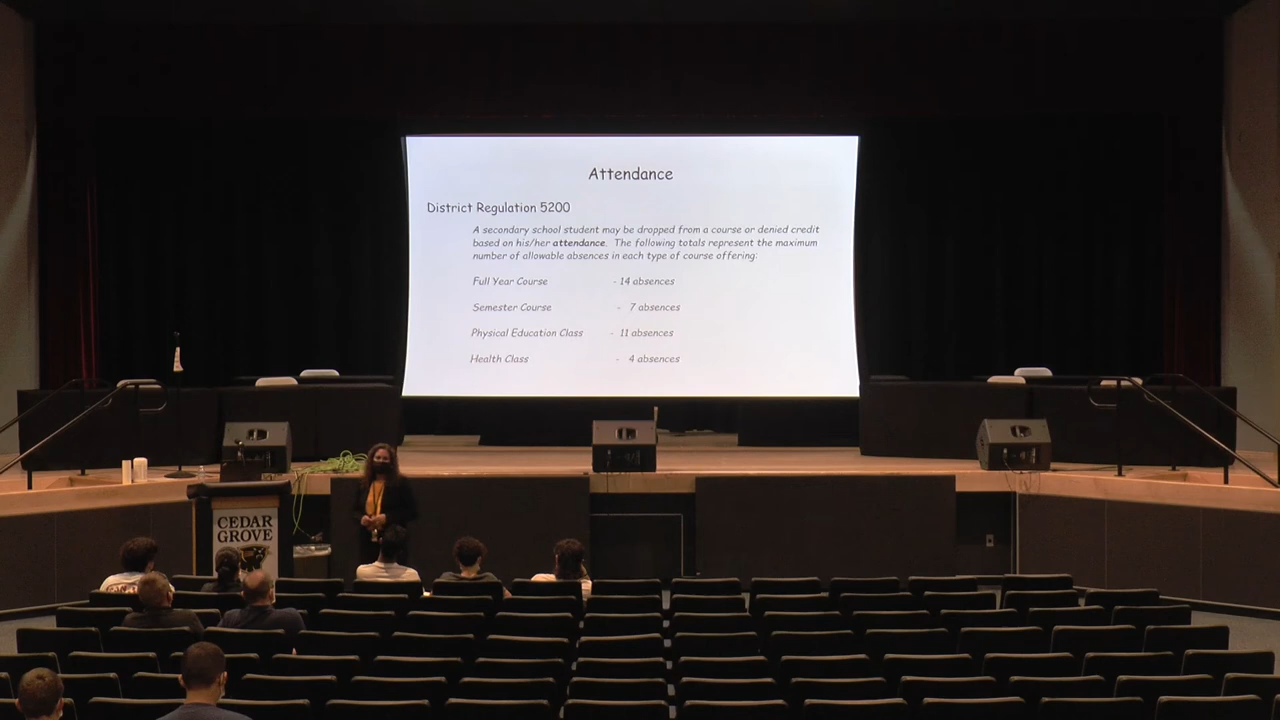 Attendance
District Regulation 5200
A secondary school student may be dropped from a course or denied credit
based on his/her attendance. The following totals represent the maximum
number of allowable absences in each type of course offering:
Full Year Course - 14 absences
Semester Course - 7 absences
Physical Education Class - 11 absences
Health Class - 4 absences
CEDAR
GROVE